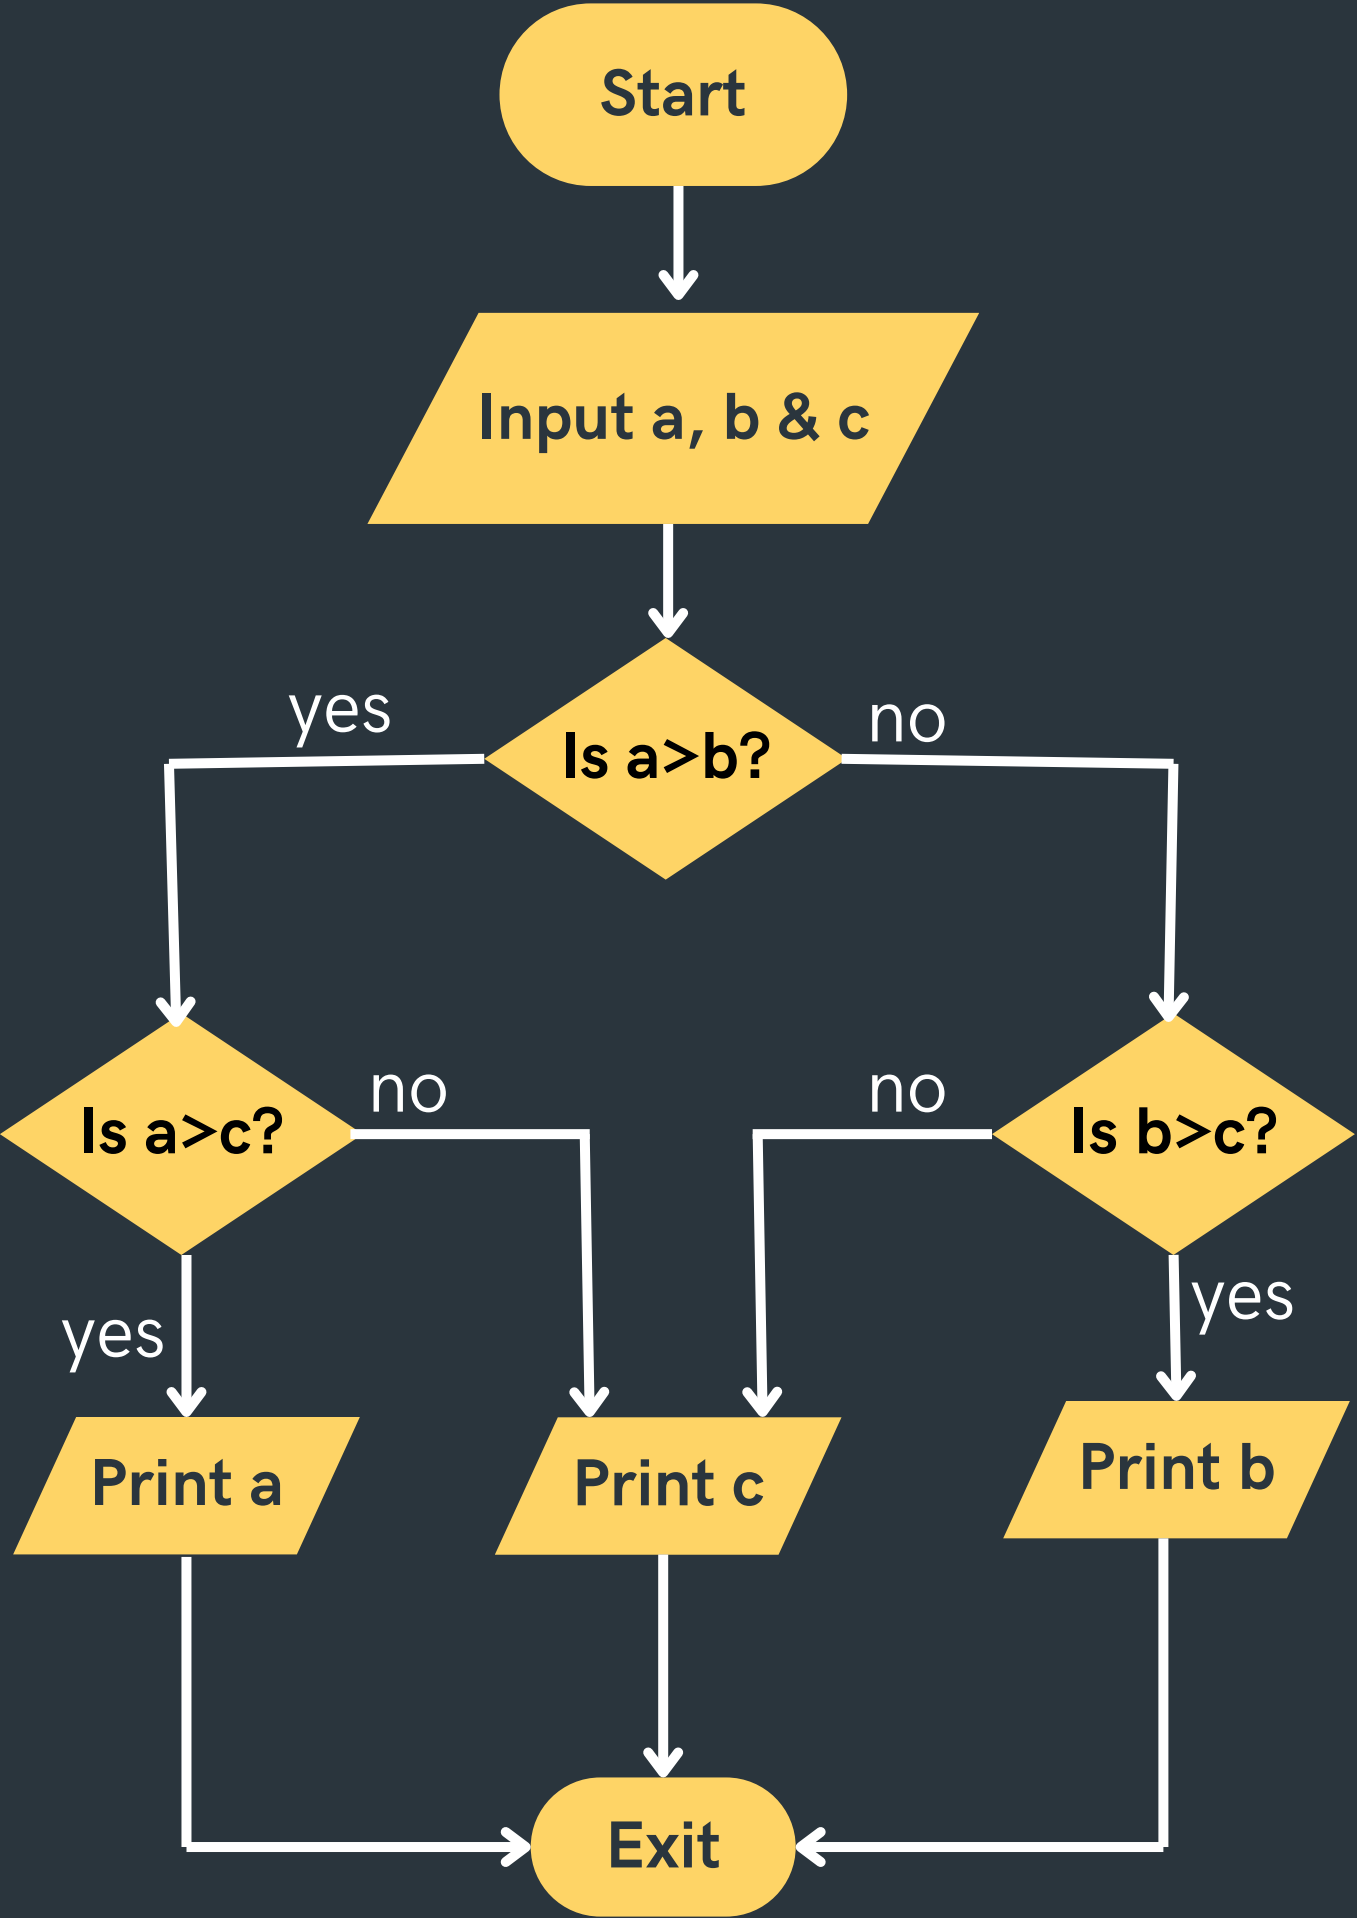 Start
Input a, b & c
Is a>b?
yes
no
Is a>c?
no
no
Is b>c?
yes
yes
Print a
Print c
Print b
Exit